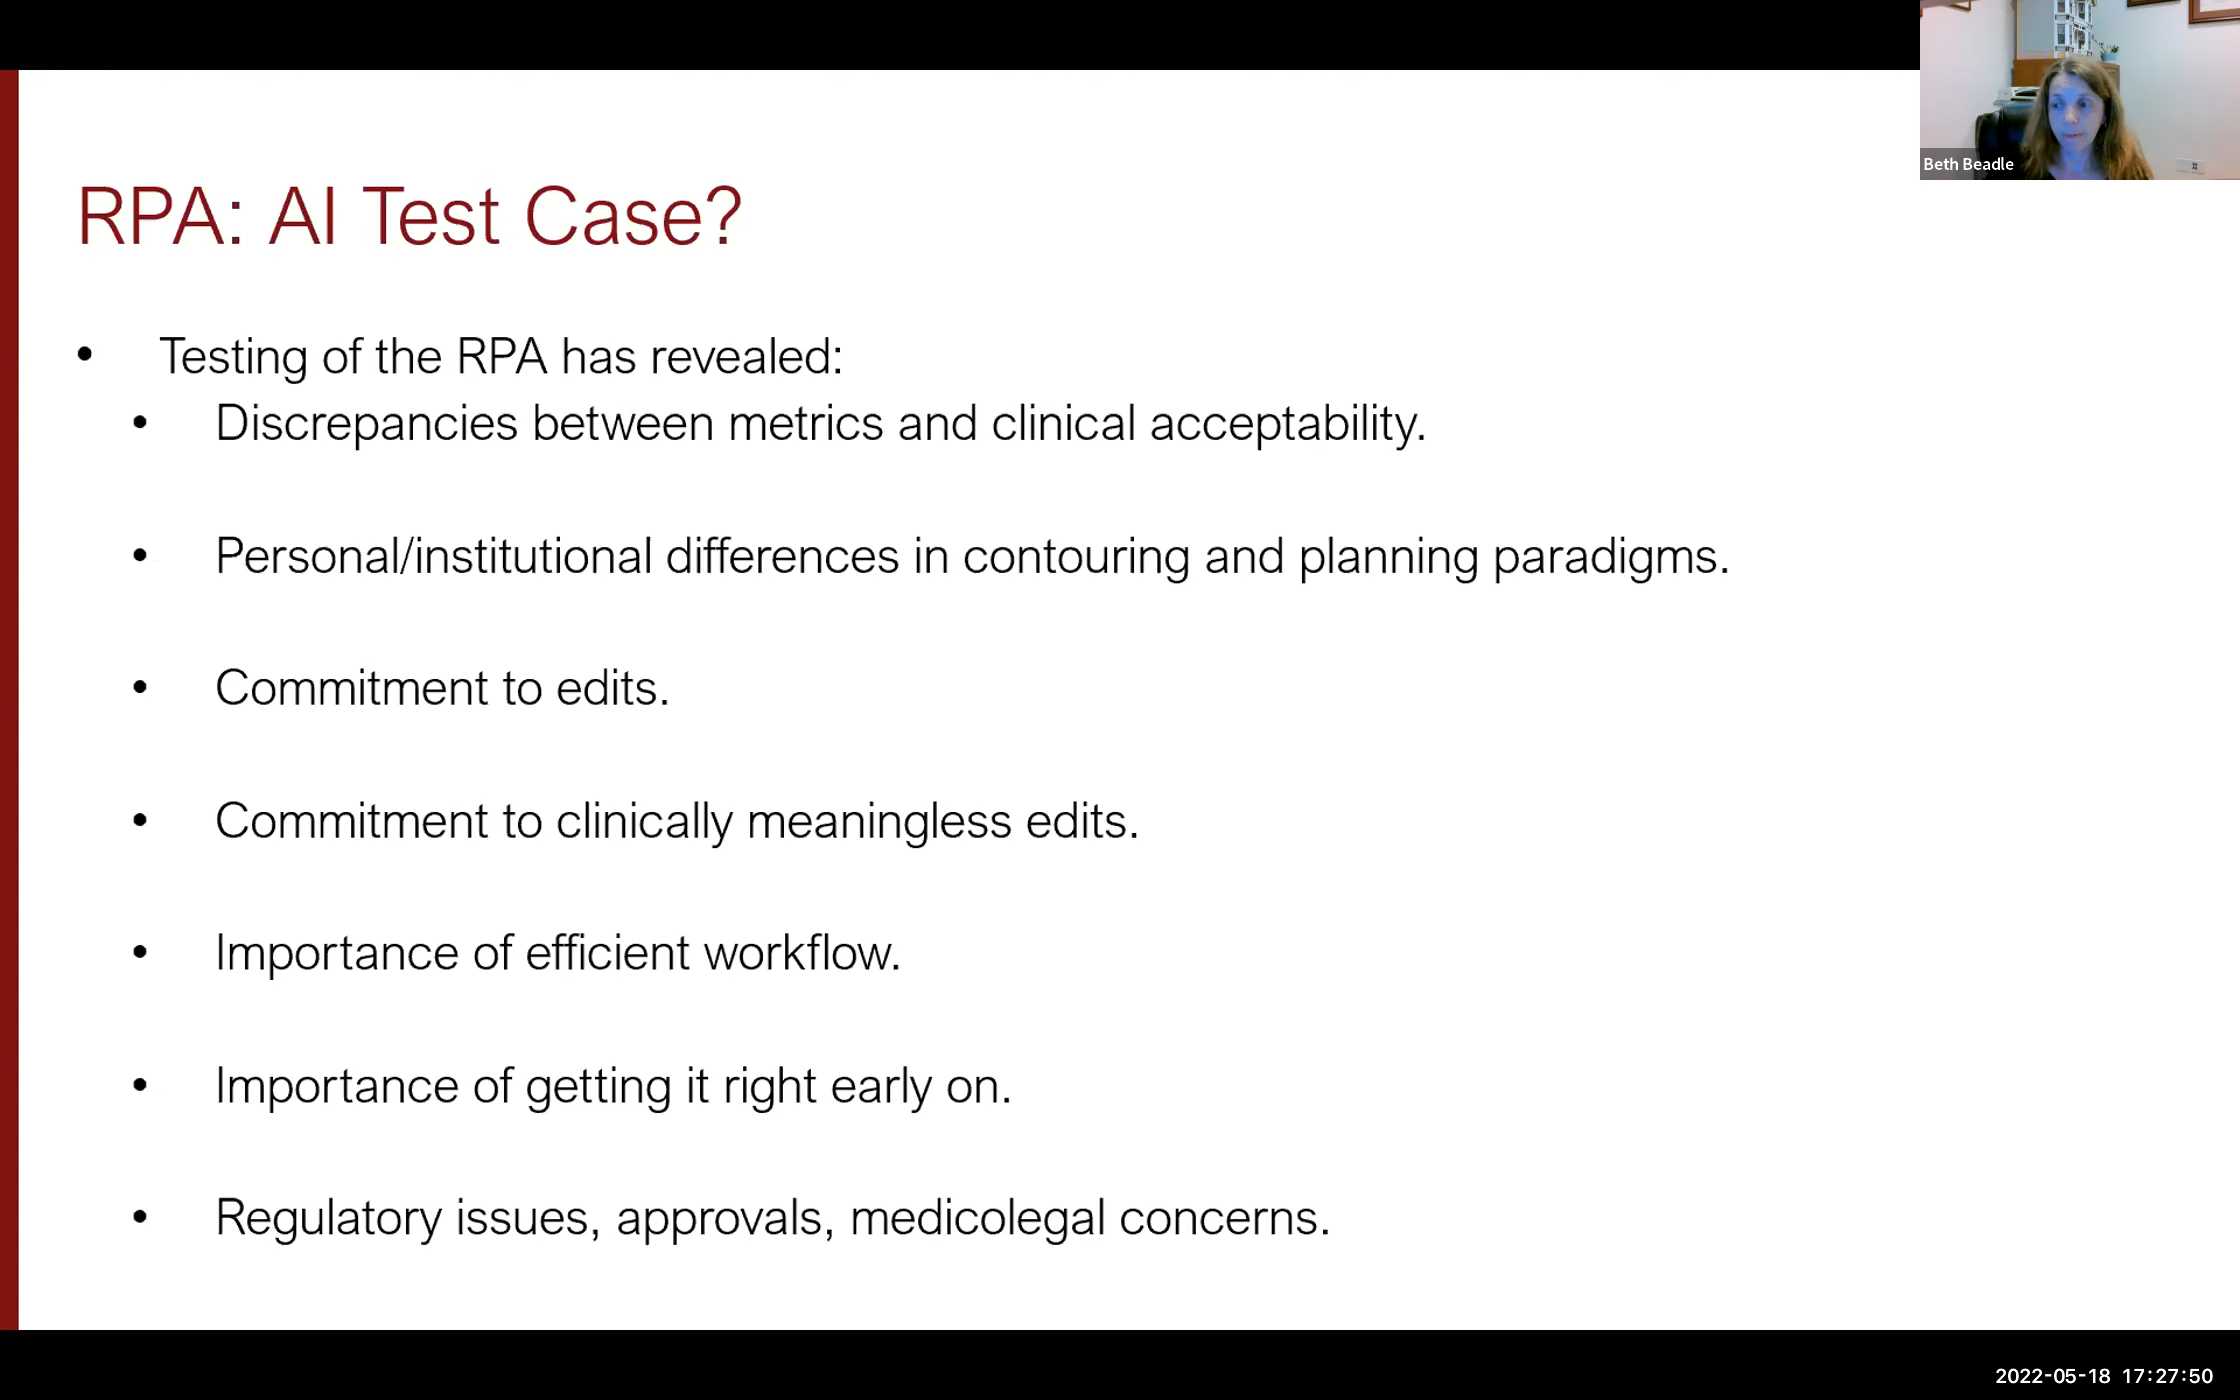 Beth Beadle
RPA: AI Test Case?
• Testing of the RPA has revealed:
• Discrepancies between metrics and clinical acceptability.
• Personal/institutional differences in contouring and planning paradigms.
• Commitment to edits.
• Commitment to clinically meaningless edits.
• Importance of efficient workflow.
• Importance of getting it right early on.
• Regulatory issues, approvals, medicolegal concerns.
2022-05-18 17:27:50